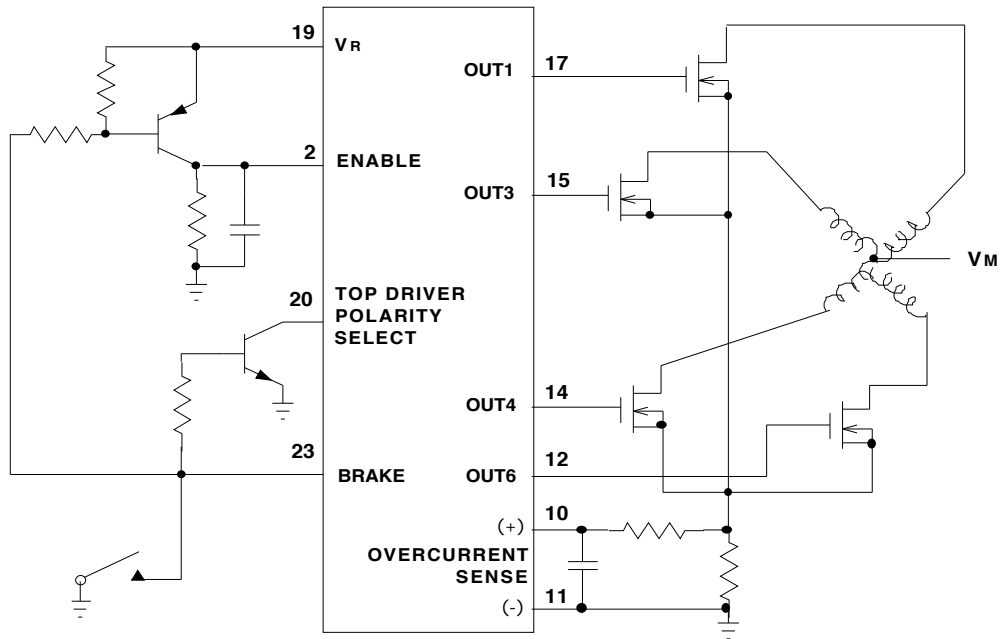 19
VR
OUT1
17
2
ENABLE
OUT3
15
VM
20
TOP DRIVER
POLARITY
SELECT
OUT4
14
23
BRAKE
OUT6
12
(+)
10
OVERCURRENT
SENSE
(-)
11